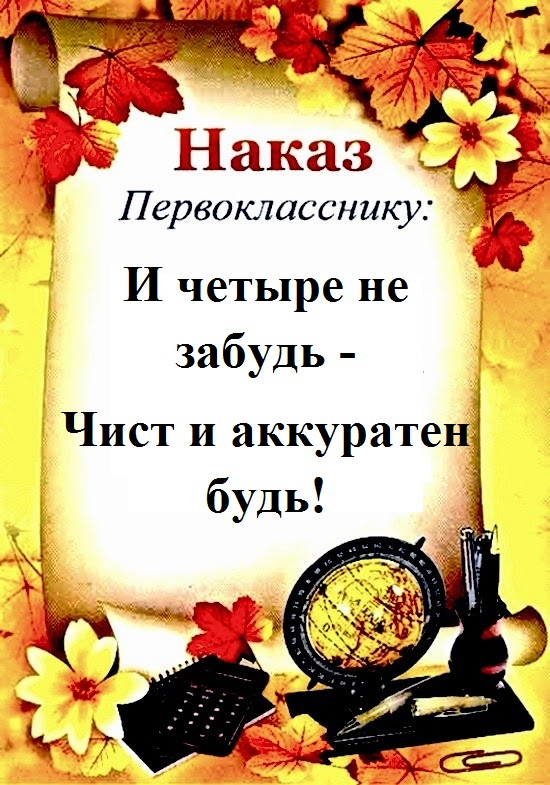 Наказ
Первокласснику:
И четыре не
забудь -
Чист и аккуратен
будь!